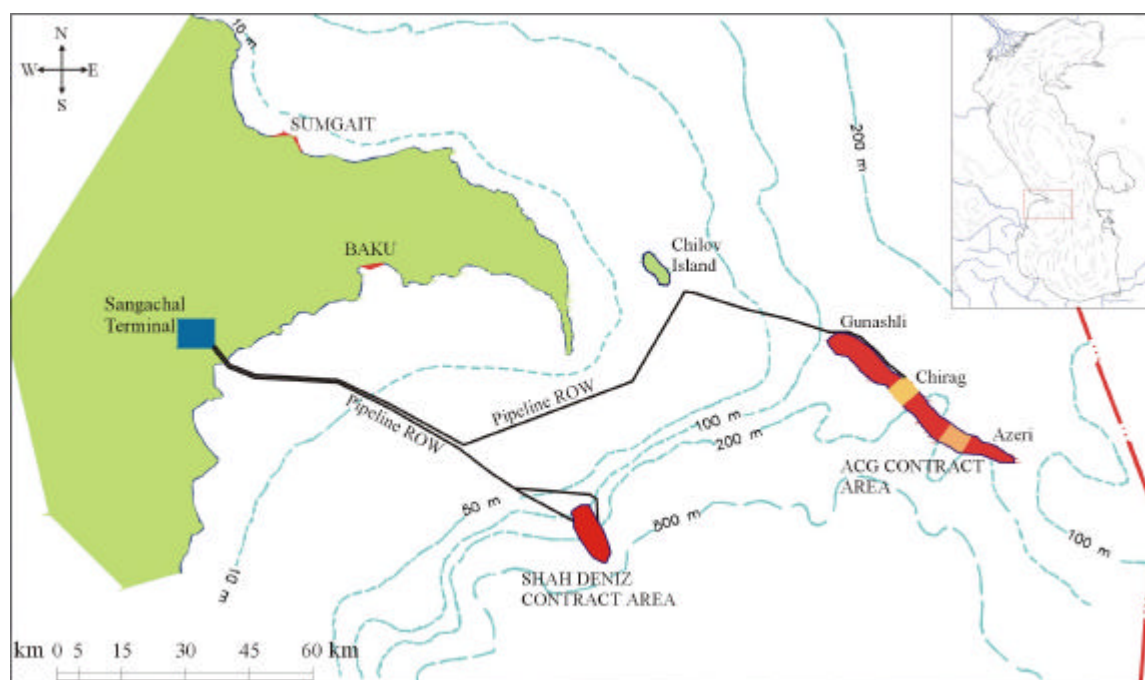 N
W E
S
10 m
SUMGAIT
200 m
BAKU
Chilov
Island
Sangachal
Terminal
Gunashli
Chirag
Pipeline ROW
Pipeline ROW
100 m
200 m
Azeri
ACG CONTRACT
AREA
50 m
500 m
100 m
10 m
SHAH DENIZ
CONTRACT AREA
km 0 5 15 30 45 60 km